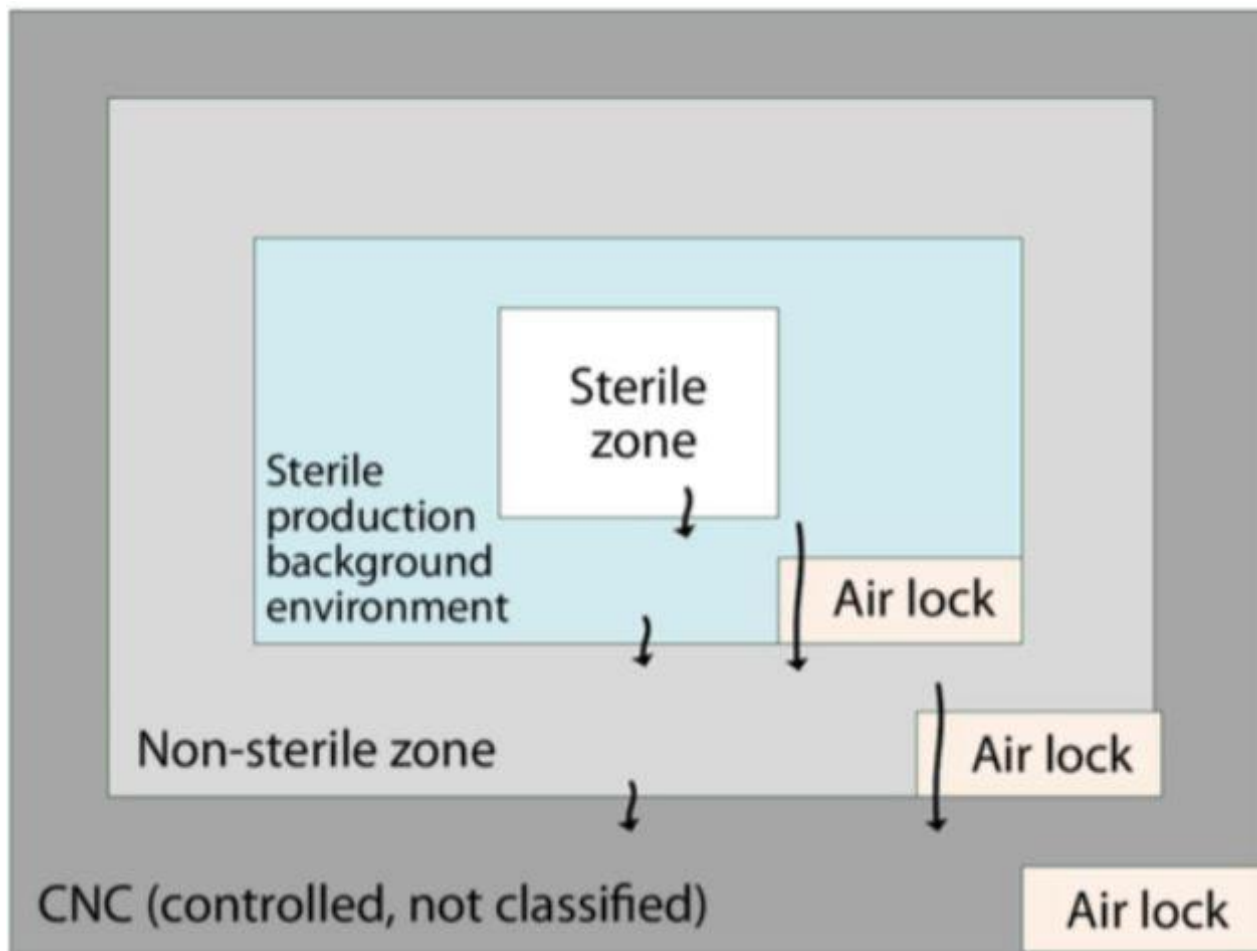 Sterile
zone
Sterile
production
background
environment
Air lock
Non-sterile zone
Air lock
CNC (controlled, not classified)
Air lock